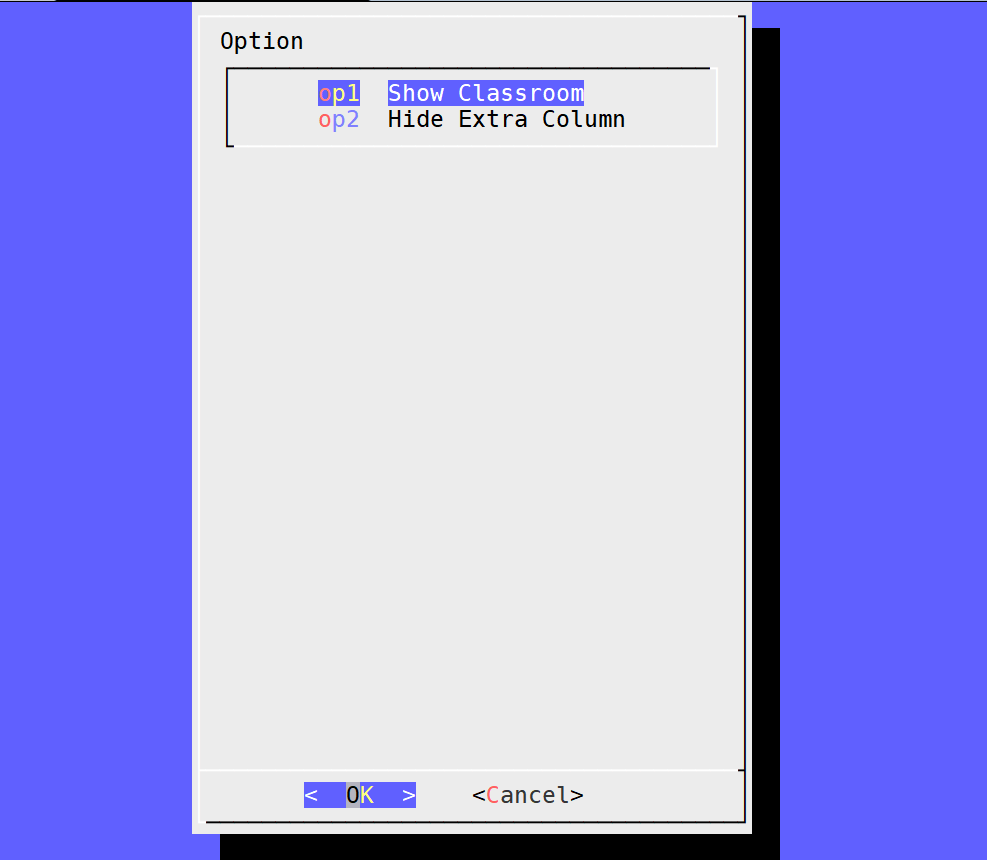 Option
op1 Show Classroom
op2 Hide Extra Column
< OK > <Cancel>